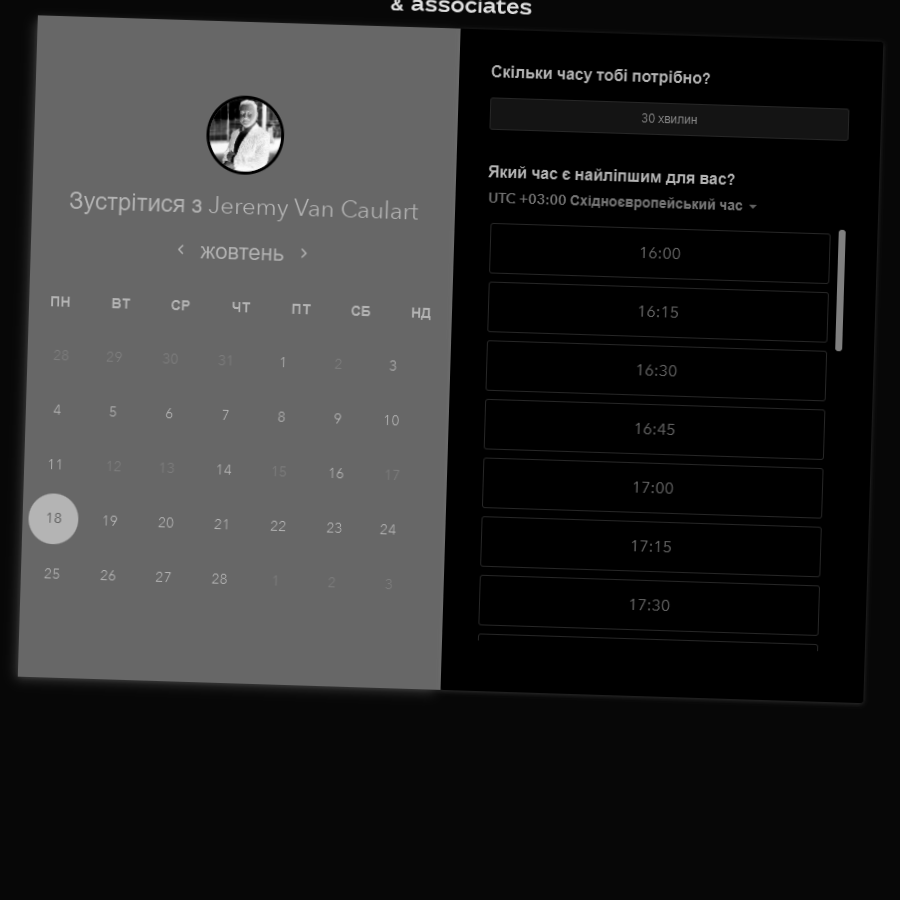 & associates
Зустрітися з Jeremy Van Caulart
жовтень
ПН ВТ СР ЧТ ПТ СБ НД
28 29 30 31 1 2 3
4 5 6 7 8 9 10
11 12 13 14 15 16 17
18 19 20 21 22 23 24
25 26 27 28 1 2 3
Скільки часу тобі потрібно?
30 хвилин
Який час є найліпшим для вас?
UTC +03:00 Східноєвропейський час
16:00
16:15
16:30
16:45
17:00
17:15
17:30